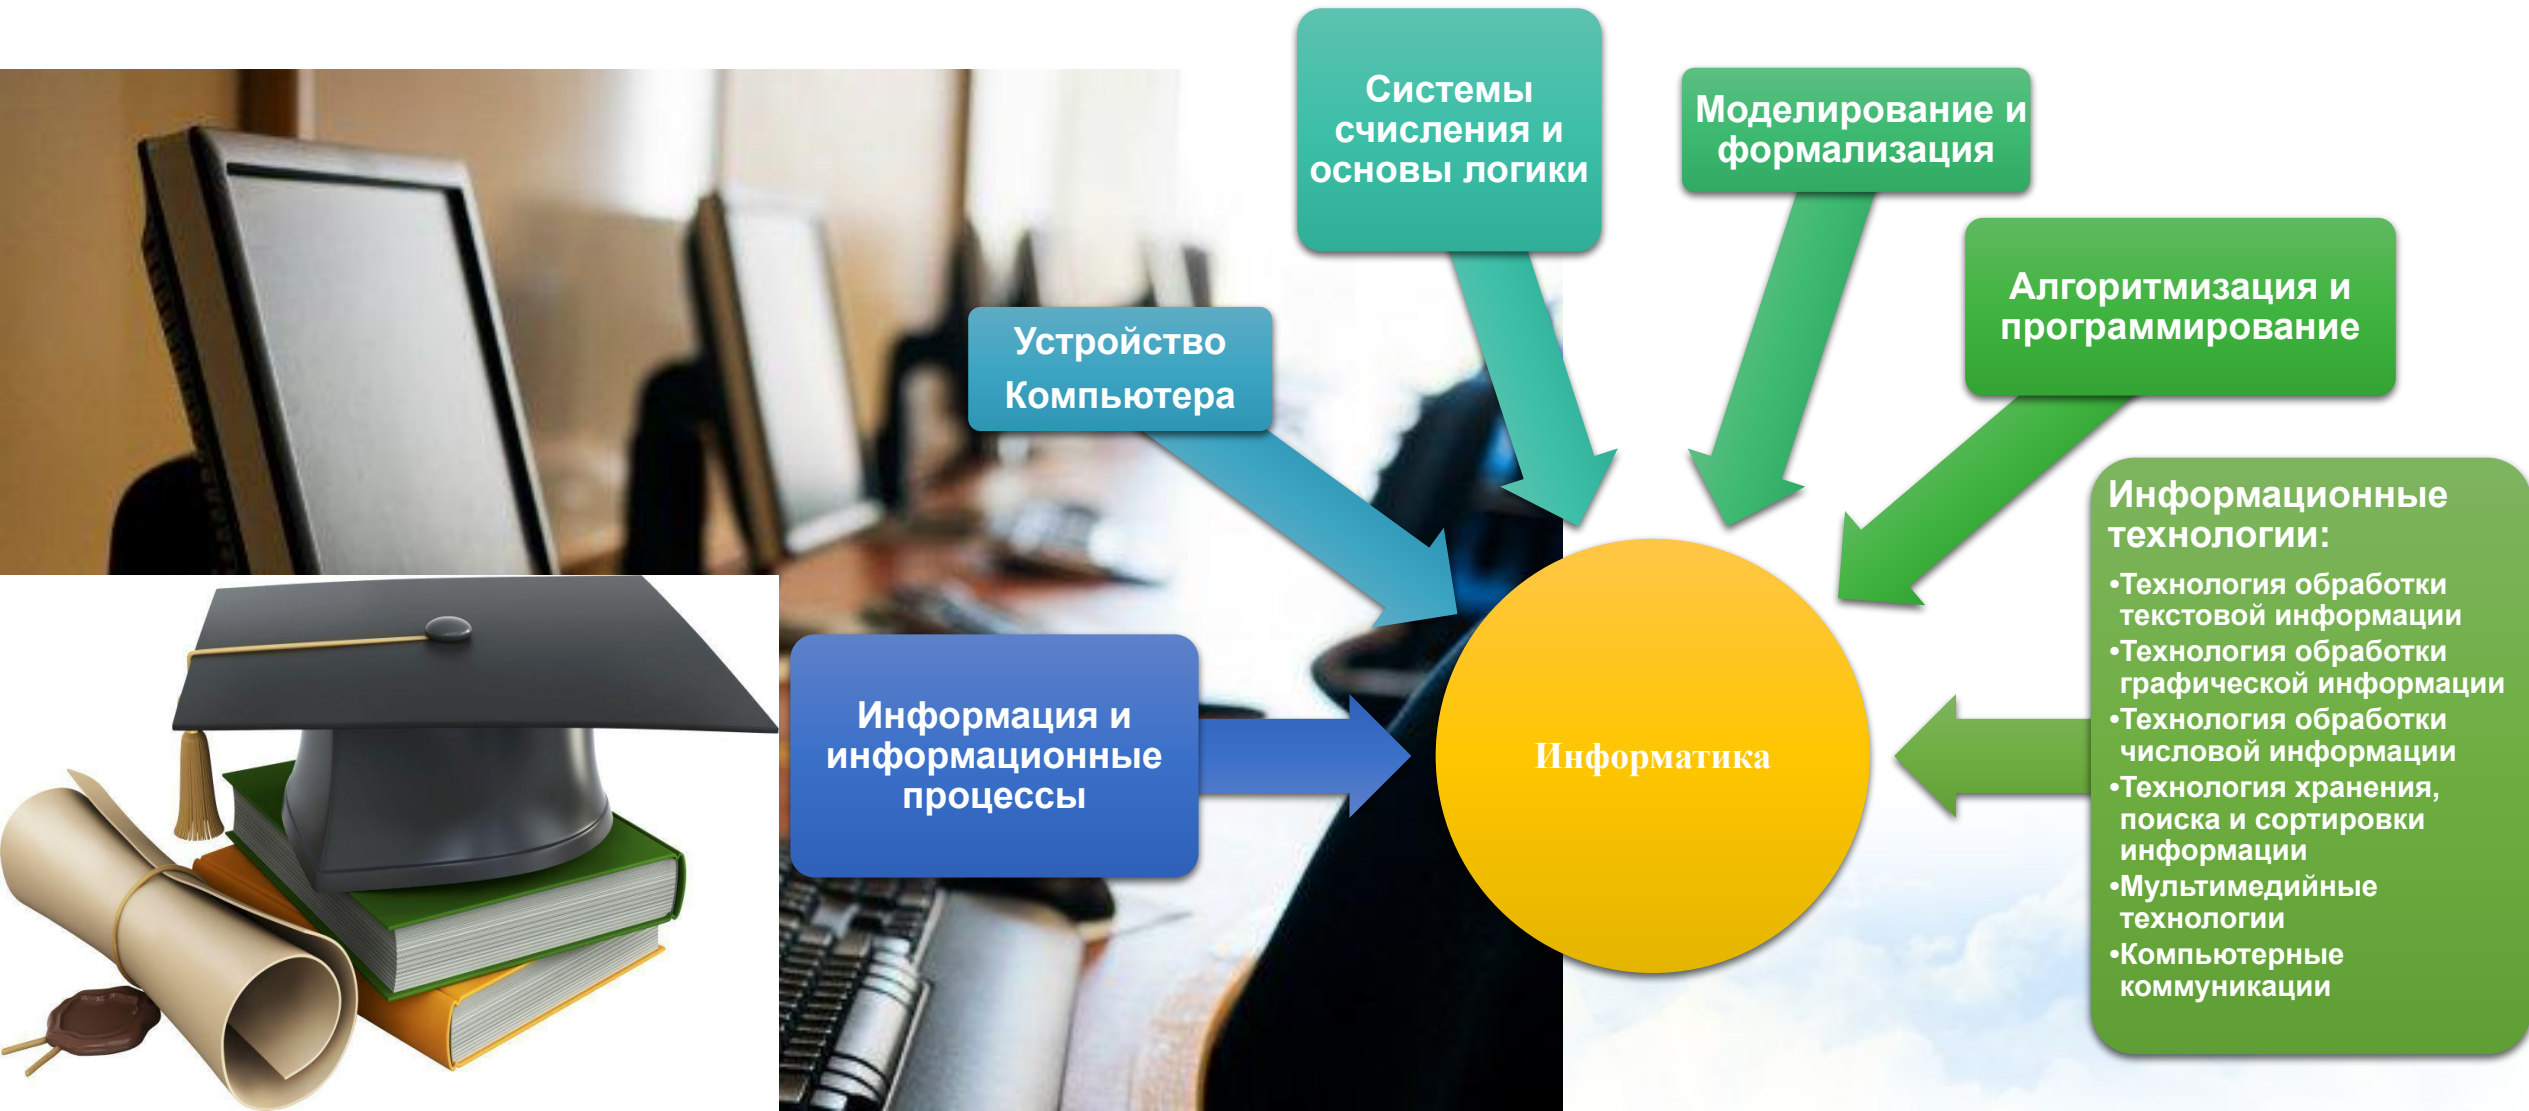 Системы
счисления и
основы логики
Моделирование и
формализация
Алгоритмизация и
программирование
Устройство
Компьютера
Информационные
технологии:
•Технология обработки
текстовой информации
•Технология обработки
графической информации
•Технология обработки
числовой информации
•Технология хранения,
поиска и сортировки
информации
•Мультимедийные
технологии
•Компьютерные
коммуникации
Информация и
информационные
процессы
Информатика